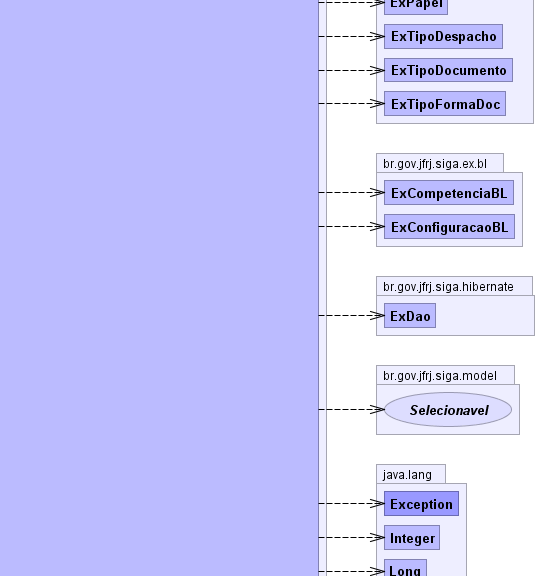 ExPapel
ExTipoDespacho
ExTipoDocumento
ExTipoFormaDoc
br.gov.jfrj.siga.ex.bl
ExCompetenciaBL
ExConfiguracaoBL
br.gov.jfrj.siga.hibernate
ExDao
br.gov.jfrj.siga.model
Selecionavel
java.lang
Exception
Integer
Long